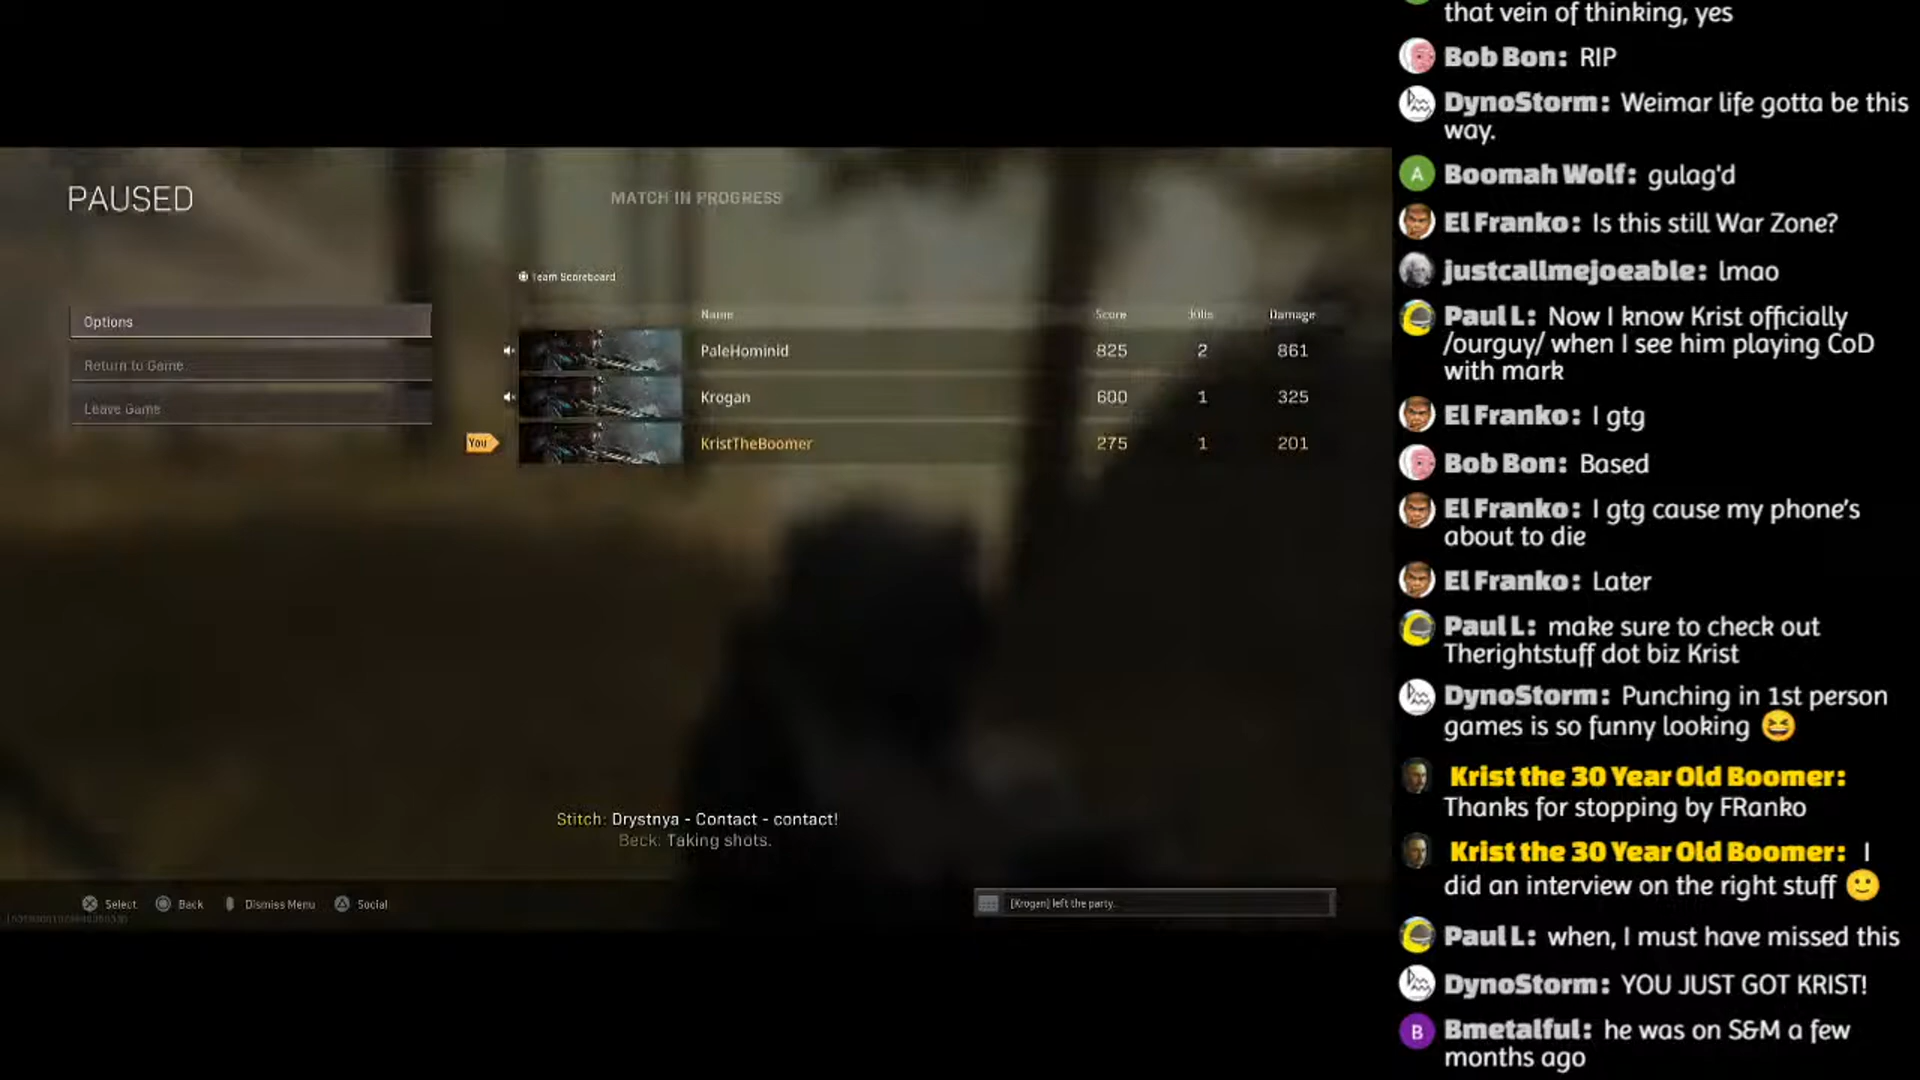 PAUSED
MATCH IN PROGRESS
Team Scoreboard
Name Score Kills Damage
PaleHominid 825 2 861
Krogan 600 1 325
You KristTheBoomer 275 1 201
Options
Return to Game
Leave Game
Stitch: Drystnya - Contact - contact!
Beck: Taking shots.
Select Back Dismiss Menu Social
[Krogan] left the party.
that vein of thinking, yes
Bob Bon: RIP
DynoStorm: Weimar life gotta be this
way.
A Boomah Wolf: gulag'd
El Franko: Is this still War Zone?
justcallmejoeable: lmao
Paul L: Now I know Krist officially
/ourguy/ when I see him playing CoD
with mark
El Franko: I gtg
Bob Bon: Based
El Franko: I gtg cause my phone's
about to die
El Franko: Later
Paul L: make sure to check out
Therightstuff dot biz Krist
DynoStorm: Punching in 1st person
games is so funny looking 😆
Krist the 30 Year Old Boomer:
Thanks for stopping by FRanko
Krist the 30 Year Old Boomer: I
did an interview on the right stuff 🙂
Paul L: when, I must have missed this
DynoStorm: YOU JUST GOT KRIST!
B Bmetalful: he was on S&M a few
months ago